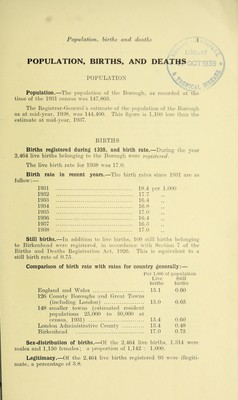 Population, births and deaths
POPULATION, BIRTHS, AND DEATHS
POPULATION
Population.—The population of the Borough, as recorded at the
time of the 1931 census was 147,803.
The Registrar-General's estimate of the population of the Borough
as at mid-year, 1938, was 144,400. This figure is 1,100 less than the
estimate at mid-year, 1937.
BIRTHS
Births registered during 1938, and birth rate.—During the year
2,464 live births belonging to the Borough were registered.
The live birth rate for 1938 was 17.0.
Birth rate in recent years.—The birth rates since 1931 are as
follow:—
1931 18.4 per 1,000
1932 17.7 ,,
1933 16.4 ,,
1934 16.8 ,,
1935 17.0 ,,
1936 16.4 ,,
1937 16.5 ,,
1938 17.0 ,,
Still births.—In addition to live births, 109 still births belonging
to Birkenhead were registered, in accordance with Section 7 of the
Births and Deaths Registration Act, 1926. This is equivalent to a
still birth rate of 0.75.
Comparison of birth rate with rates for country generally:—
Per 1,000 of population
Live Still
births births
England and Wales 15.1 0.60
126 County Boroughs and Great Towns
(including London) 15.0 0.65
148 smaller towns (estimated resident
populations 25,000 to 50,000 at
census, 1931) 15.4 0.60
London Administrative County 13.4 0.48
Birkenhead 17.0 0.75
Sex-distribution of births.—Of the 2,464 live births, 1,314 were
males and 1,150 females; a proportion of 1,142 : 1,000.
Legitimacy.—Of the 2,464 live births registered 93 were illegiti-
mate, a percentage of 3.8.